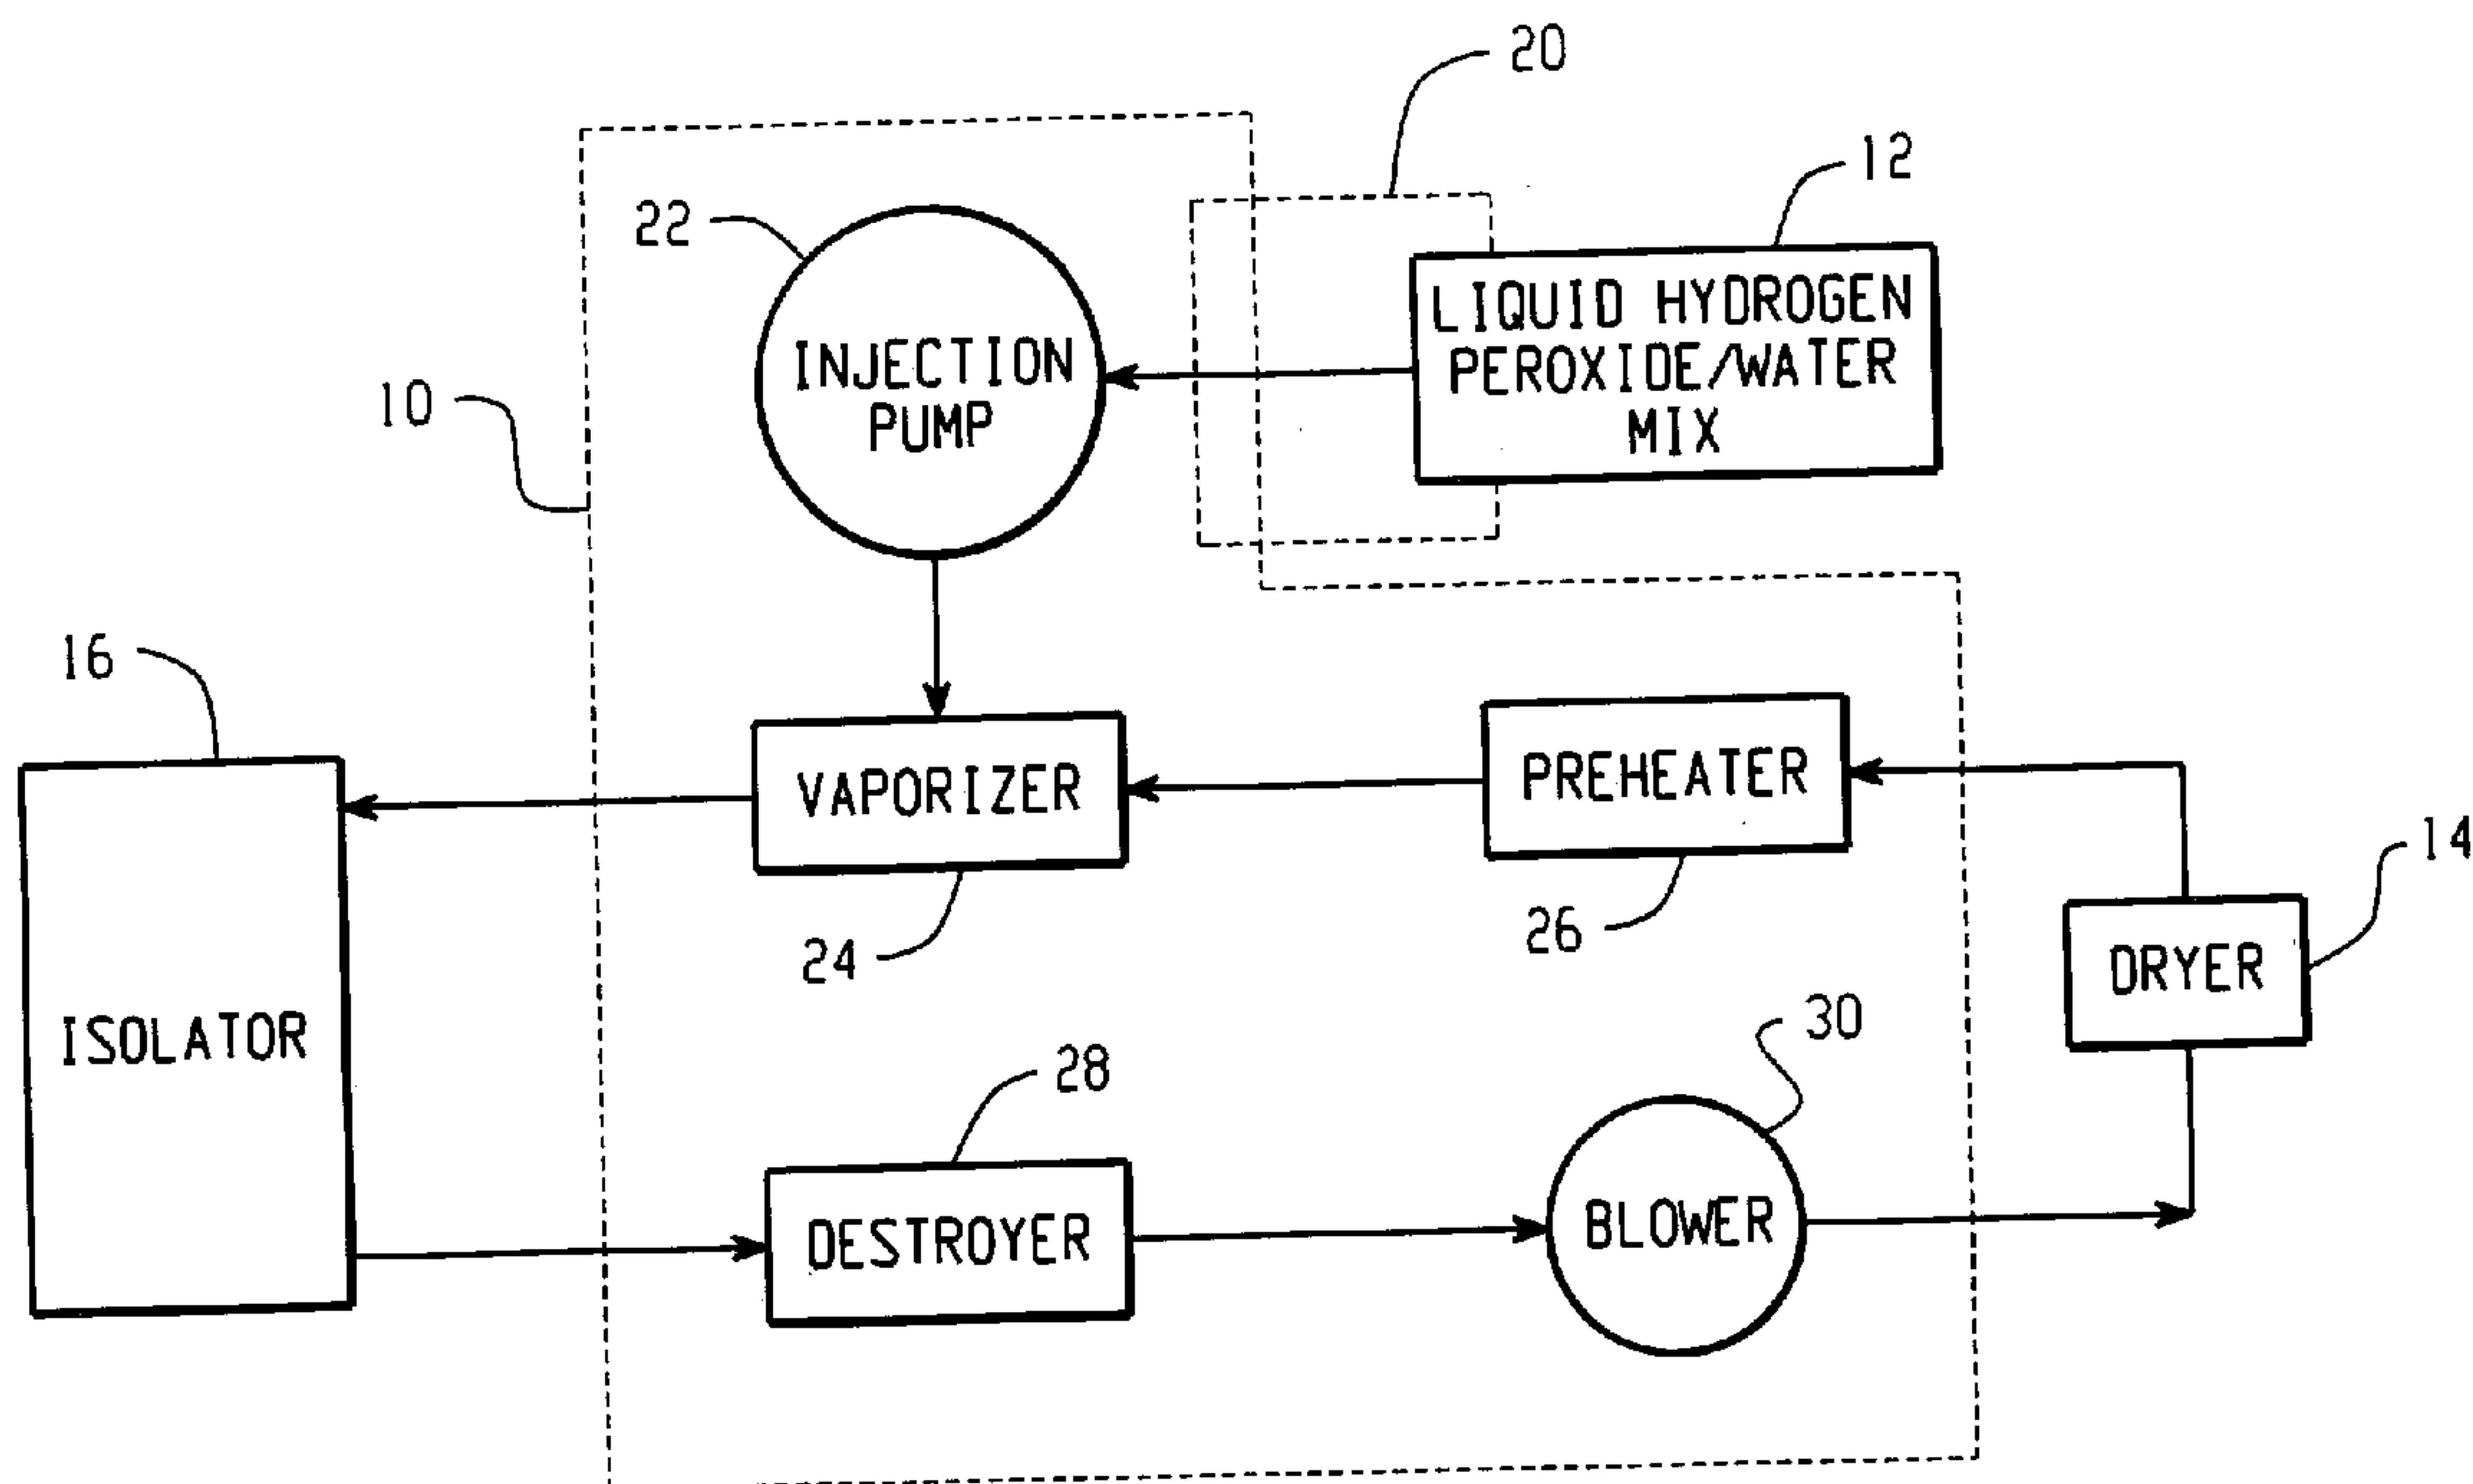 20
12
22
LIQUID HYDROGEN
PEROXIDE/WATER
MIX
INJECTION
PUMP
10
16
VAPORIZER
PREHEATER
14
24
26
DRYER
ISOLATOR
28
30
DESTROYER
BLOWER